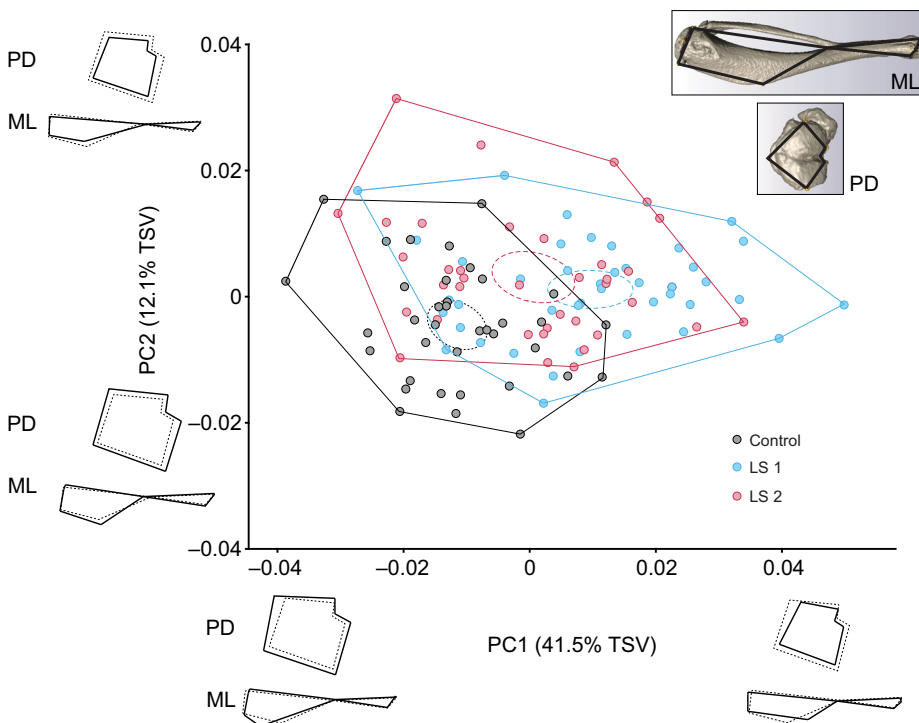 PD
ML
PD
ML
ML
PD
PC2 (12.1% TSV)
0.04
0.02
0
–0.02
–0.04
Control
LS 1
LS 2
–0.04
–0.02
0
0.02
0.04
PC1 (41.5% TSV)
PD
ML